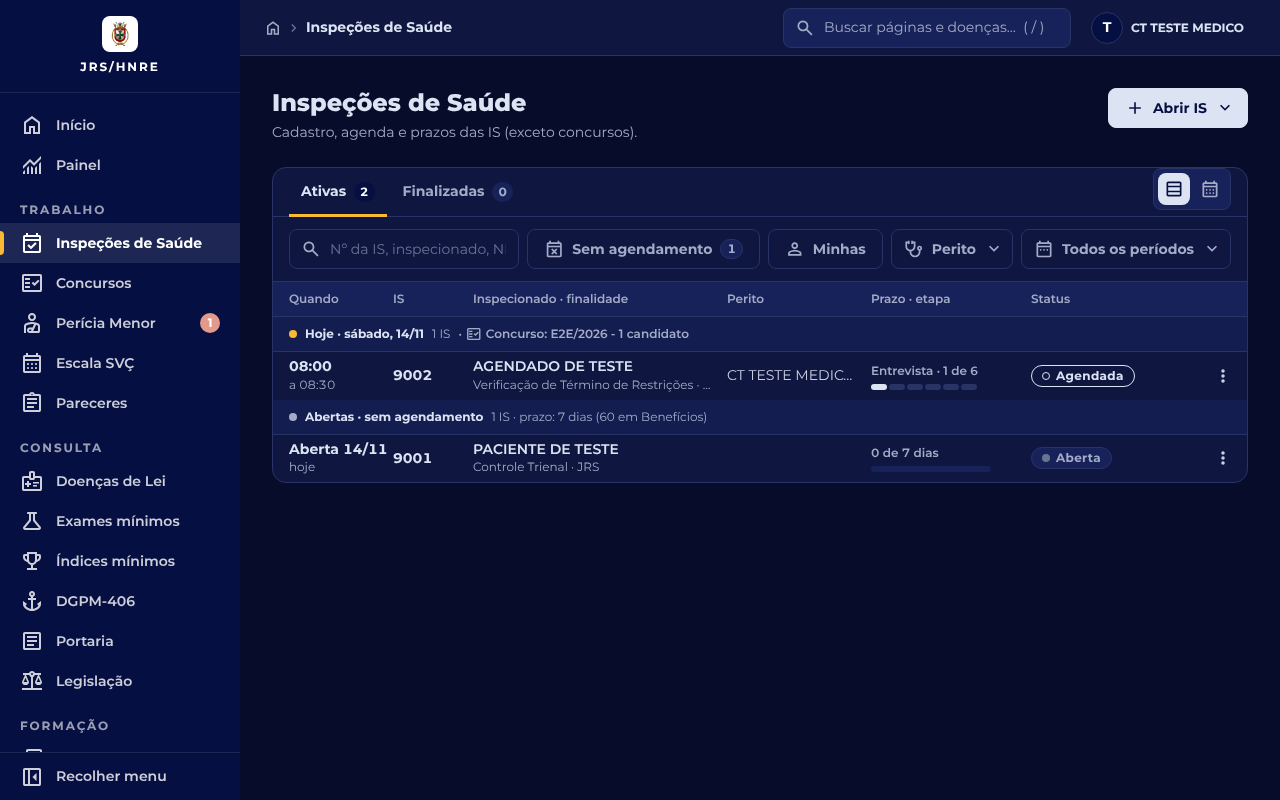 JRS/HNRE
Início
Painel
TRABALHO
Inspeções de Saúde
Concursos
Perícia Menor 1
Escala SVÇ
Pareceres
CONSULTA
Doenças de Lei
Exames mínimos
Índices mínimos
DGPM-406
Portaria
Legislação
FORMAÇÃO
Recolher menu
Inspeções de Saúde
Buscar páginas e doenças... ( / )
T CT TESTE MEDICO
Inspeções de Saúde
Cadastro, agenda e prazos das IS (exceto concursos).
Abrir IS
Ativas 2 Finalizadas 0
Nº da IS, inspecionado, NI
Sem agendamento 1
Minhas
Perito
Todos os períodos
Quando IS Inspecionado · finalidade Perito Prazo · etapa Status
Hoje · sábado, 14/11 1 IS · Concurso: E2E/2026 - 1 candidato
08:00 9002 AGENDADO DE TESTE CT TESTE MEDIC... Entrevista · 1 de 6 Agendada
a 08:30 Verificação de Término de Restrições · ...
Abertas · sem agendamento 1 IS · prazo: 7 dias (60 em Benefícios)
Aberta 14/11 9001 PACIENTE DE TESTE 0 de 7 dias Aberta
hoje Controle Trienal · JRS